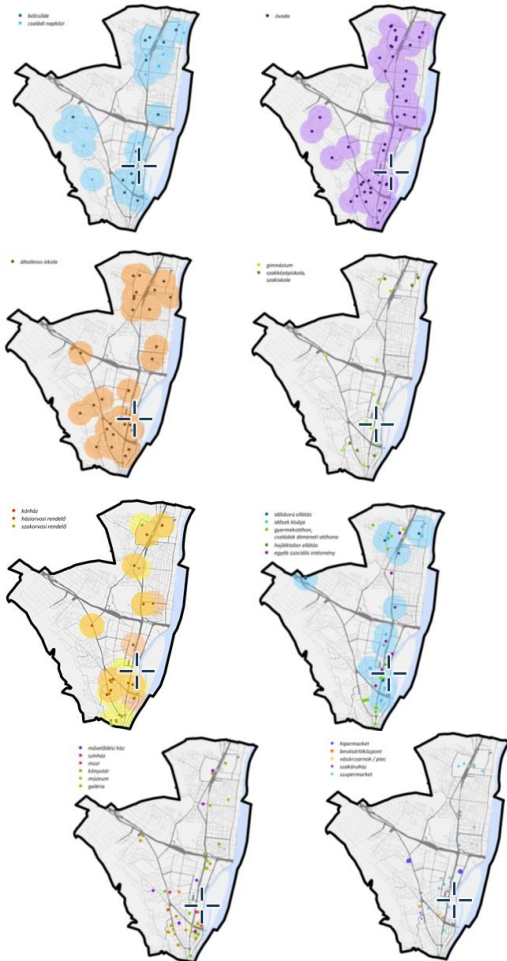 bölcsőde
családi napközi
óvoda
általános iskola
gimnázium
szakközépiskola,
szakiskola
kórház
háziorvosi rendelő
szakorvosi rendelő
időskorú ellátás
idősek klubja
gyermekotthon,
családok átmeneti otthona
hajléktalan ellátás
egyéb szociális intézmény
művelődési ház
színház
mozi
könyvtár
múzeum
galéria
hipermarket
bevásárlóközpont
vásárcsarnok / piac
szakáruház
szupermarket